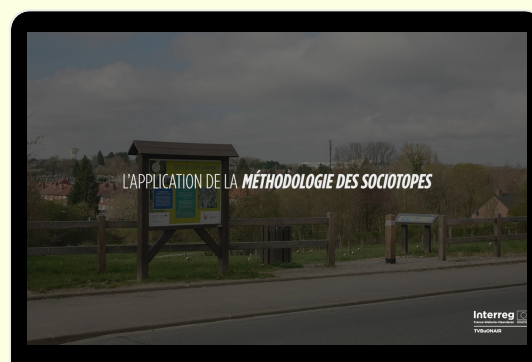 L'APPLICATION DE LA MÉTHODOLOGIE DES SOCIOTOPES
Interreg
TVBuONAIR